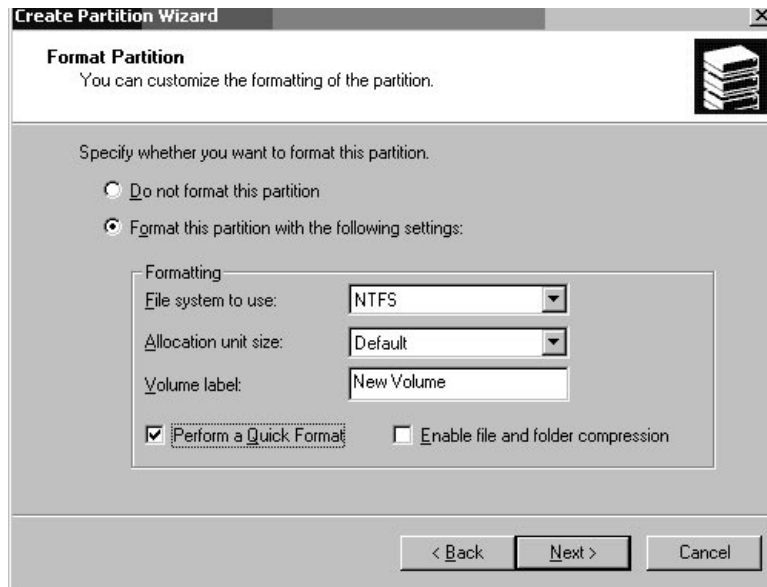 Create Partition Wizard
Format Partition
You can customize the formatting of the partition.
Specify whether you want to format this partition.
Do not format this partition
Format this partition with the following settings:
Formatting
File system to use: NTFS
Allocation unit size: Default
Volume label: New Volume
Perform a Quick Format Enable file and folder compression
< Back Next > Cancel